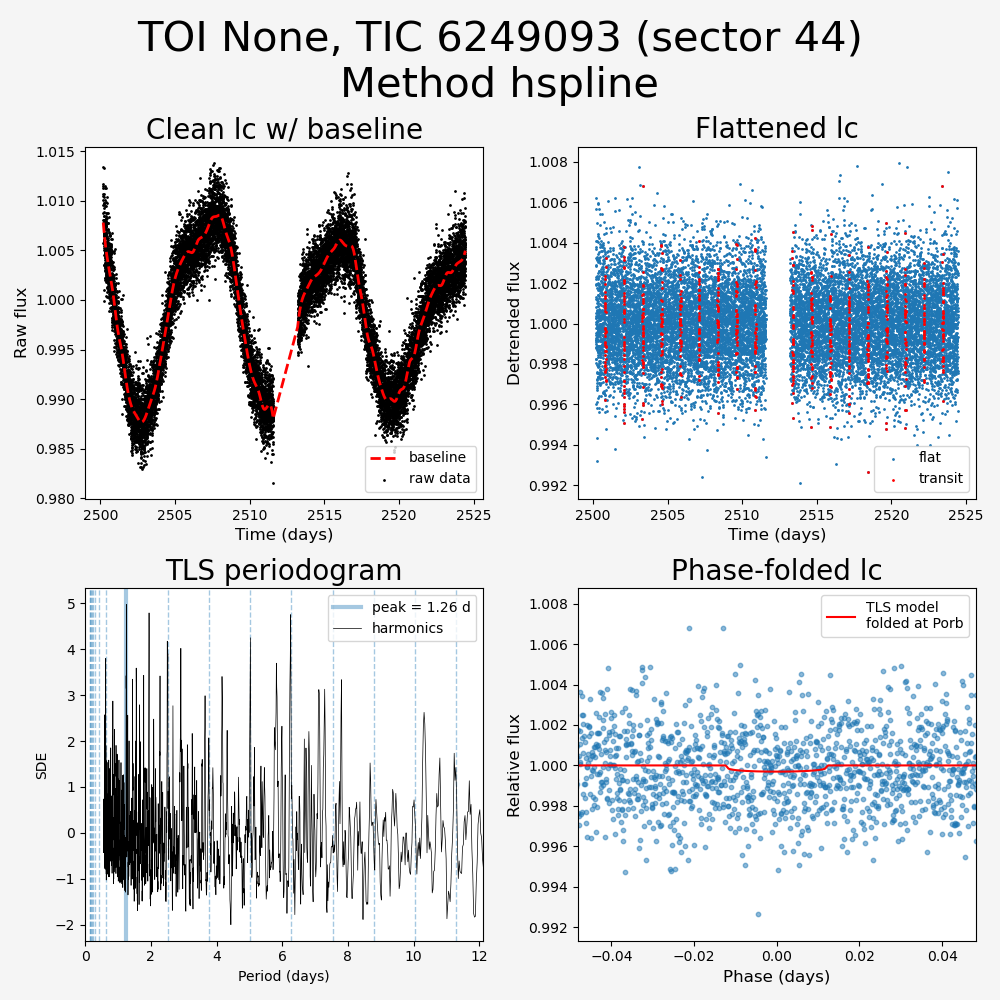 TOI None, TIC 6249093 (sector 44)
Method hspline
Clean lc w/ baseline
Flattened lc
1.015
1.010
1.005
1.000
0.995
0.990
0.985
0.980
Raw flux
baseline
raw data
2500
2505
2510
2515
2520
2525
Time (days)
1.008
1.006
1.004
1.002
1.000
0.998
0.996
0.994
0.992
Detrended flux
flat
transit
2500
2505
2510
2515
2520
2525
Time (days)
TLS periodogram
Phase-folded lc
5
4
3
2
1
0
−1
−2
SDE
peak = 1.26 d
harmonics
0
2
4
6
8
10
12
Period (days)
1.008
1.006
1.004
1.002
1.000
0.998
0.996
0.994
0.992
Relative flux
TLS model
folded at Porb
−0.04
−0.02
0.00
0.02
0.04
Phase (days)